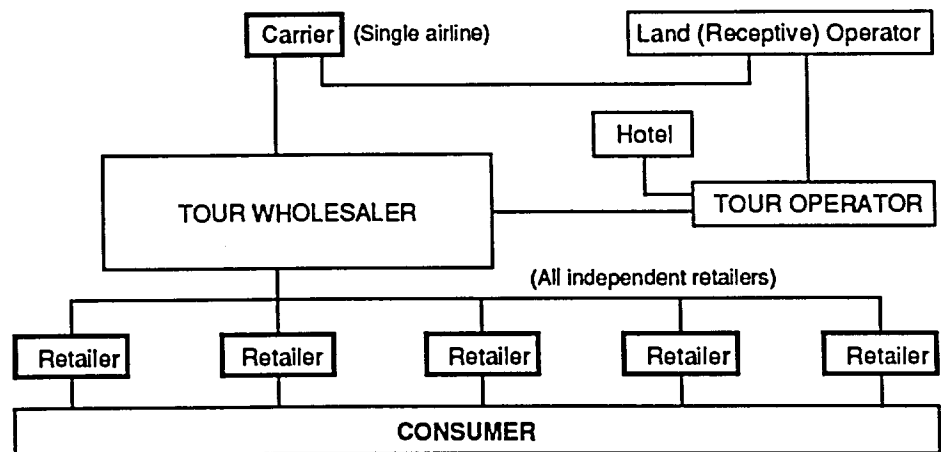 Carrier (Single airline)
Land (Receptive) Operator
Hotel
TOUR WHOLESALER
TOUR OPERATOR
(All independent retailers)
Retailer Retailer Retailer Retailer Retailer
CONSUMER